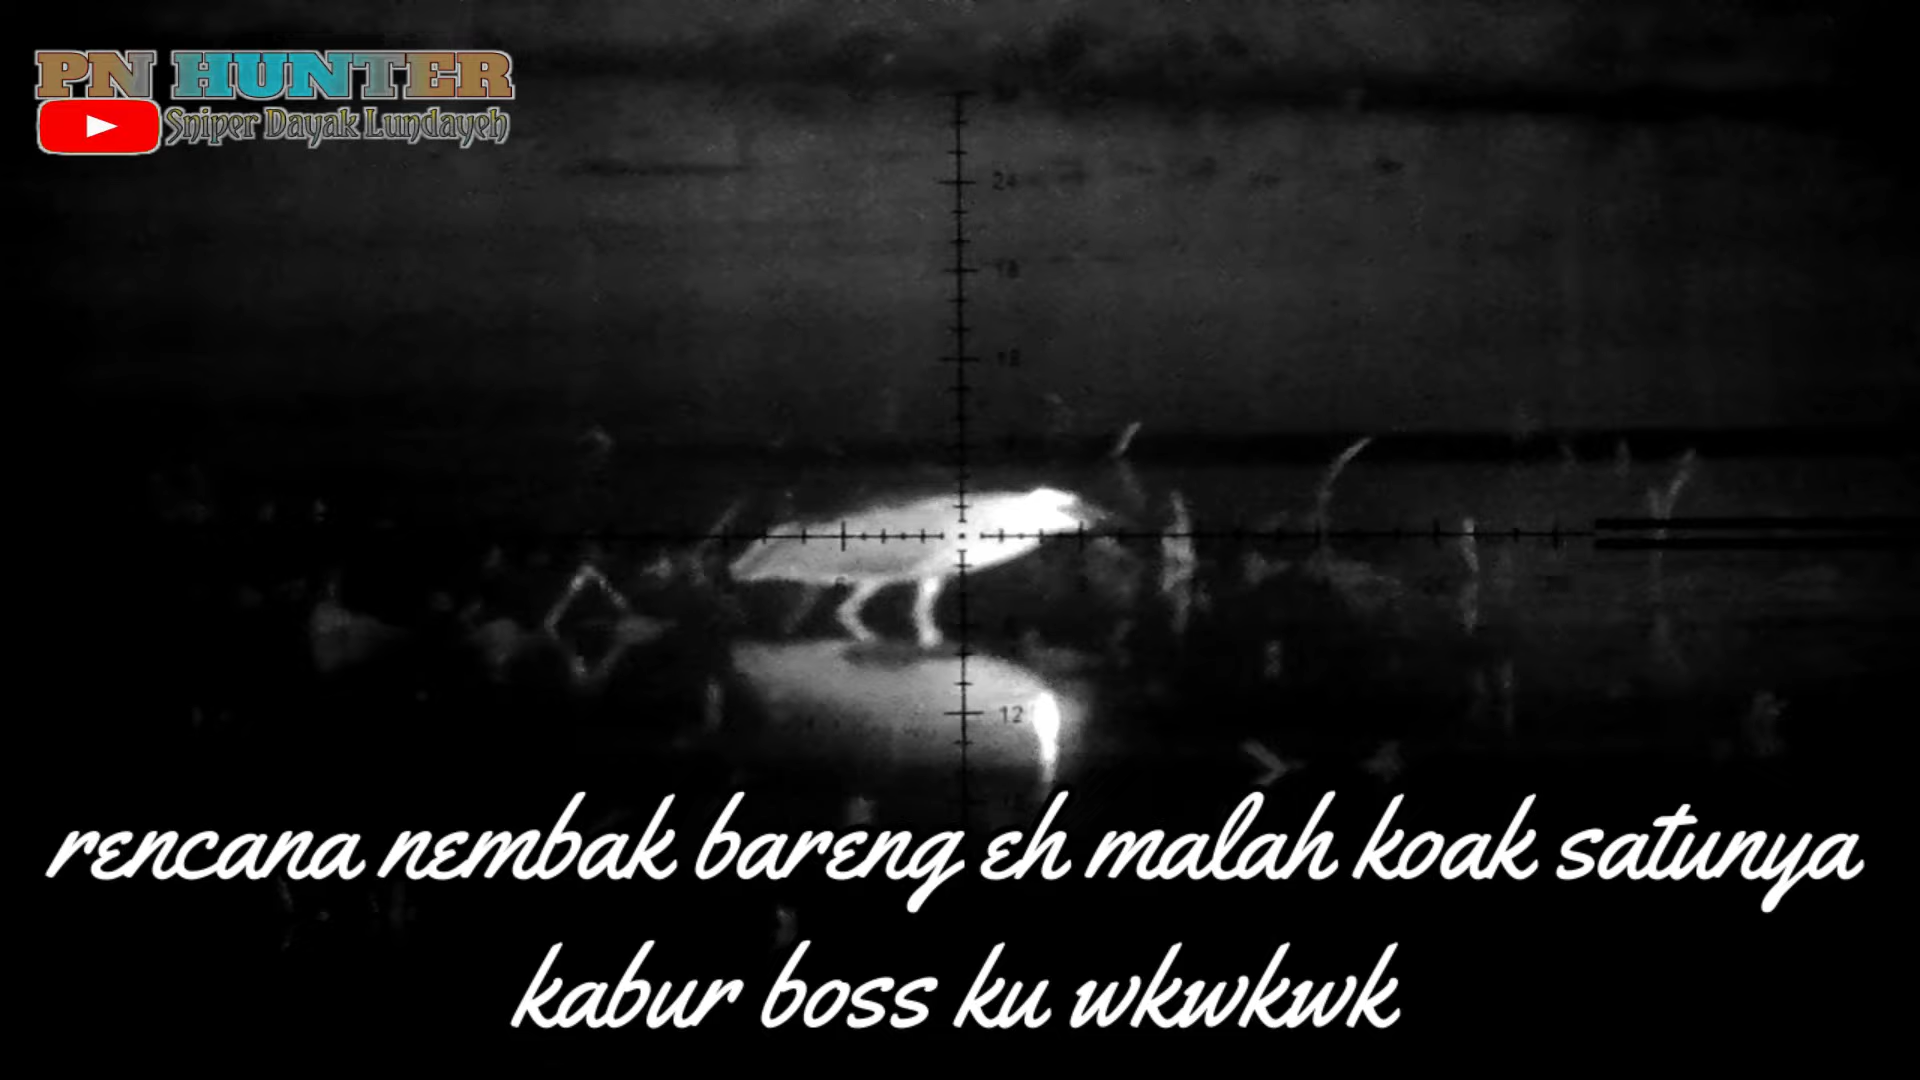 PN HUNTER
Sniper Dayak Lundayeh
24
18
12
rencana nembak bareng eh malah koak satunya
kabur boss ku wkwkwk